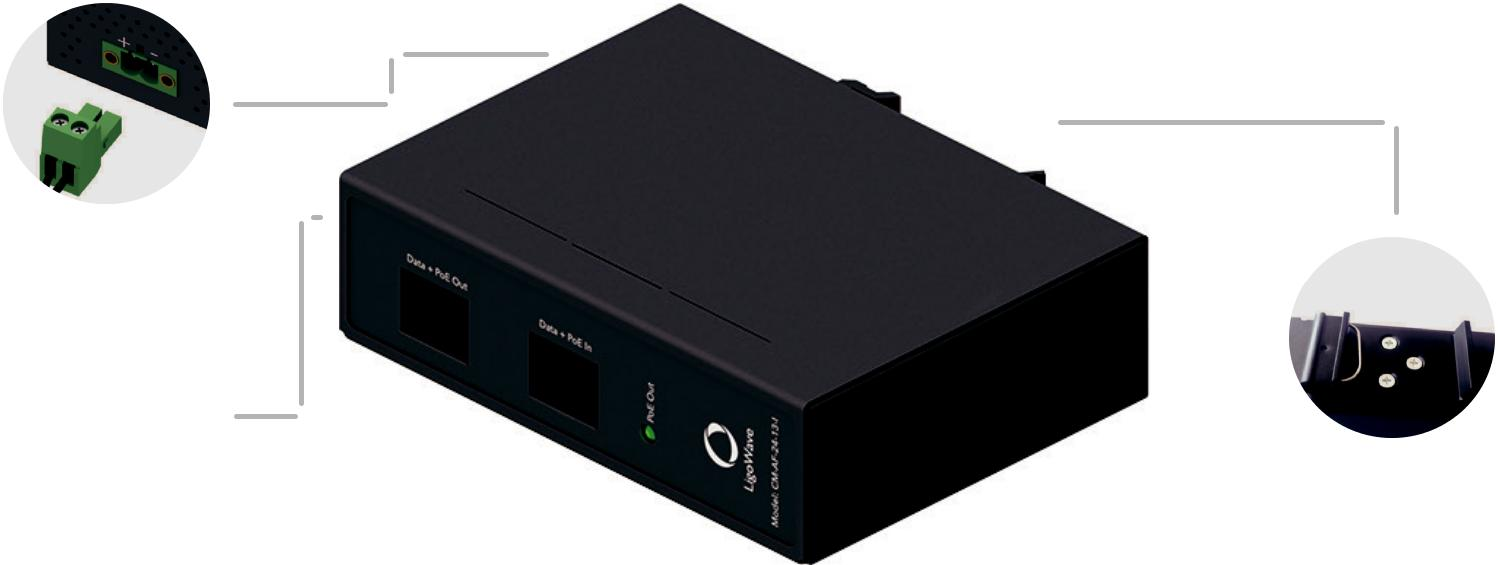 + -
Data + PoE Out
Data + PoE In
PoE Out
LigoWave
Model: CM-AF-24-13-I